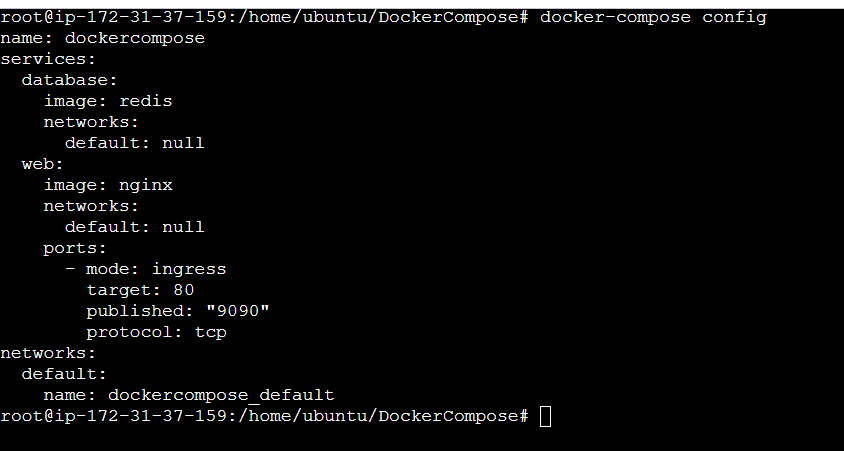 root@ip-172-31-37-159:/home/ubuntu/DockerCompose# docker-compose config
name: dockercompose
services:
  database:
    image: redis
    networks:
      default: null
  web:
    image: nginx
    networks:
      default: null
    ports:
      - mode: ingress
        target: 80
        published: "9090"
        protocol: tcp
networks:
  default:
    name: dockercompose_default
root@ip-172-31-37-159:/home/ubuntu/DockerCompose#